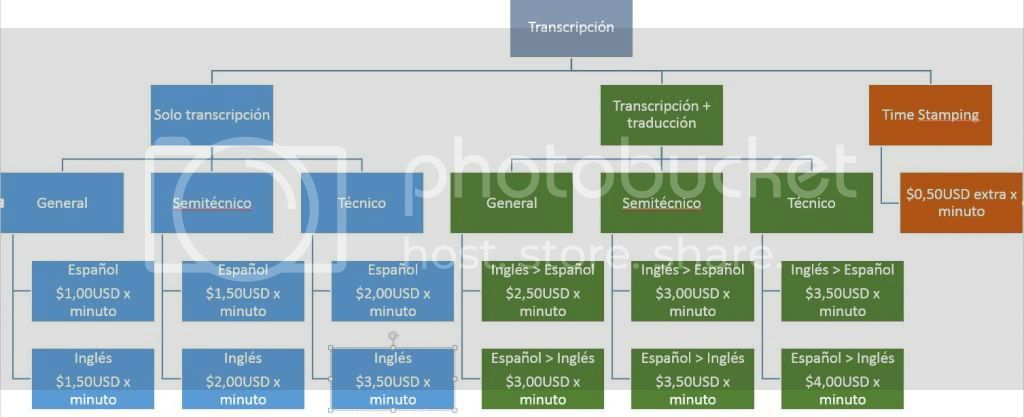 Transcripción
Solo transcripción
Transcripción +
traducción
Time Stamping
General
Semitécnico
Técnico
General
Semitécnico
Técnico
$0,50USD extra x
minuto
Español
$1,00USD x
minuto
Español
$1,50USD x
minuto
Español
$2,00USD x
minuto
Inglés > Español
$2,50USD x
minuto
Inglés > Español
$3,00USD x
minuto
Inglés > Español
$3,50USD x
minuto
Inglés
$1,50USD x
minuto
Inglés
$2,00USD x
minuto
Inglés
$3,50USD x
minuto
Español > Inglés
$3,00USD x
minuto
Español > Inglés
$3,50USD x
minuto
Español > Inglés
$4,00USD x
minuto
photobucket
host. store. share.